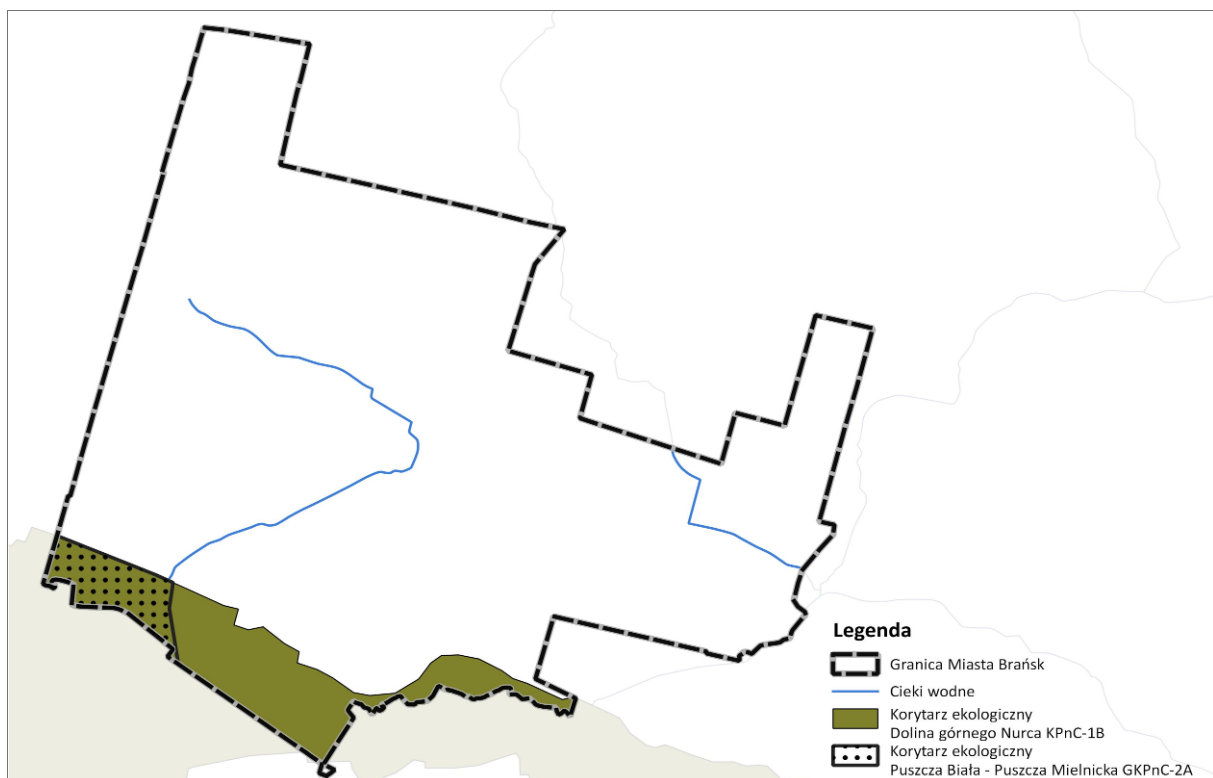 Legenda
Granica Miasta Brańsk
Cieki wodne
Korytarz ekologiczny
Dolina górnego Nurca KPnC-1B
Korytarz ekologiczny
Puszcza Biała - Puszcza Mielnicka GKPnC-2A